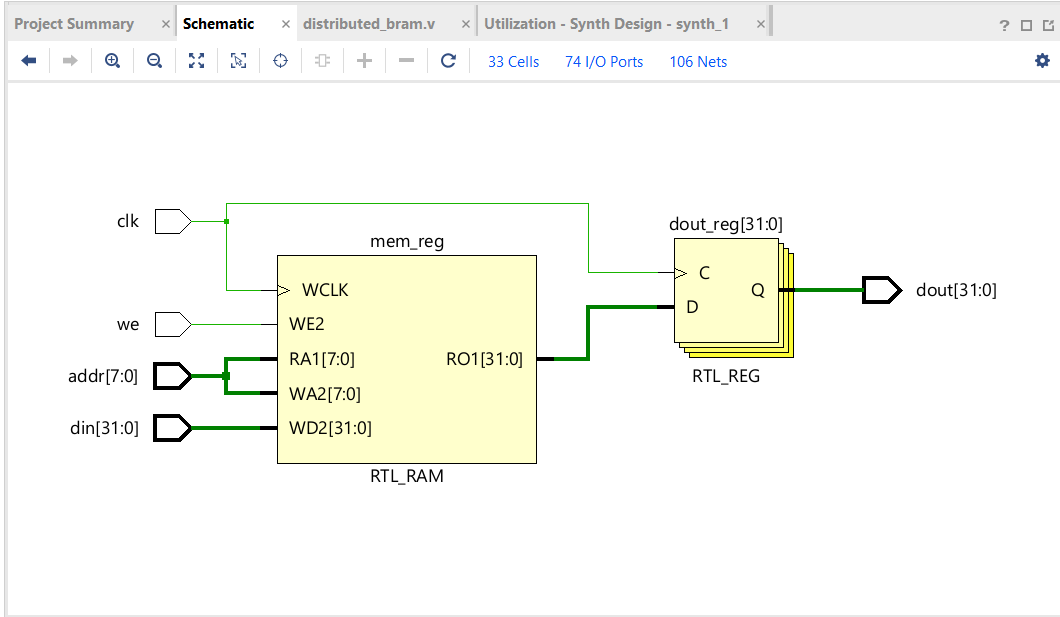 Project Summary × Schematic × distributed_bram.v × Utilization - Synth Design - synth_1 × ?
33 Cells 74 I/O Ports 106 Nets
clk
dout_reg[31:0]
mem_reg
C
WCLK
Q
dout[31:0]
D
we
WE2
RA1[7:0]
RO1[31:0]
addr[7:0]
RTL_REG
WA2[7:0]
din[31:0]
WD2[31:0]
RTL_RAM